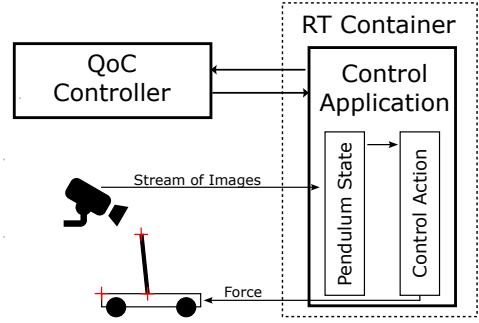 RT Container
QoC
Controller
Control
Application
Stream of Images
Pendulum State
Control Action
Force